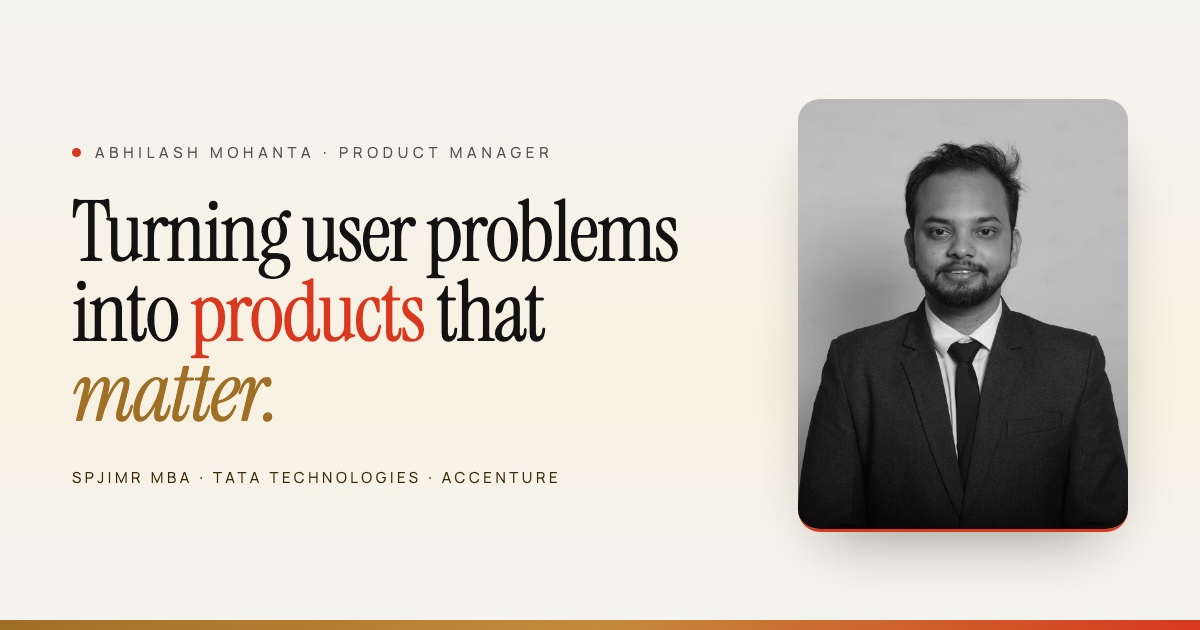 ABHILASH MOHANTA · PRODUCT MANAGER
Turning user problems
into products that
matter.
SPJIMR MBA · TATA TECHNOLOGIES · ACCENTURE